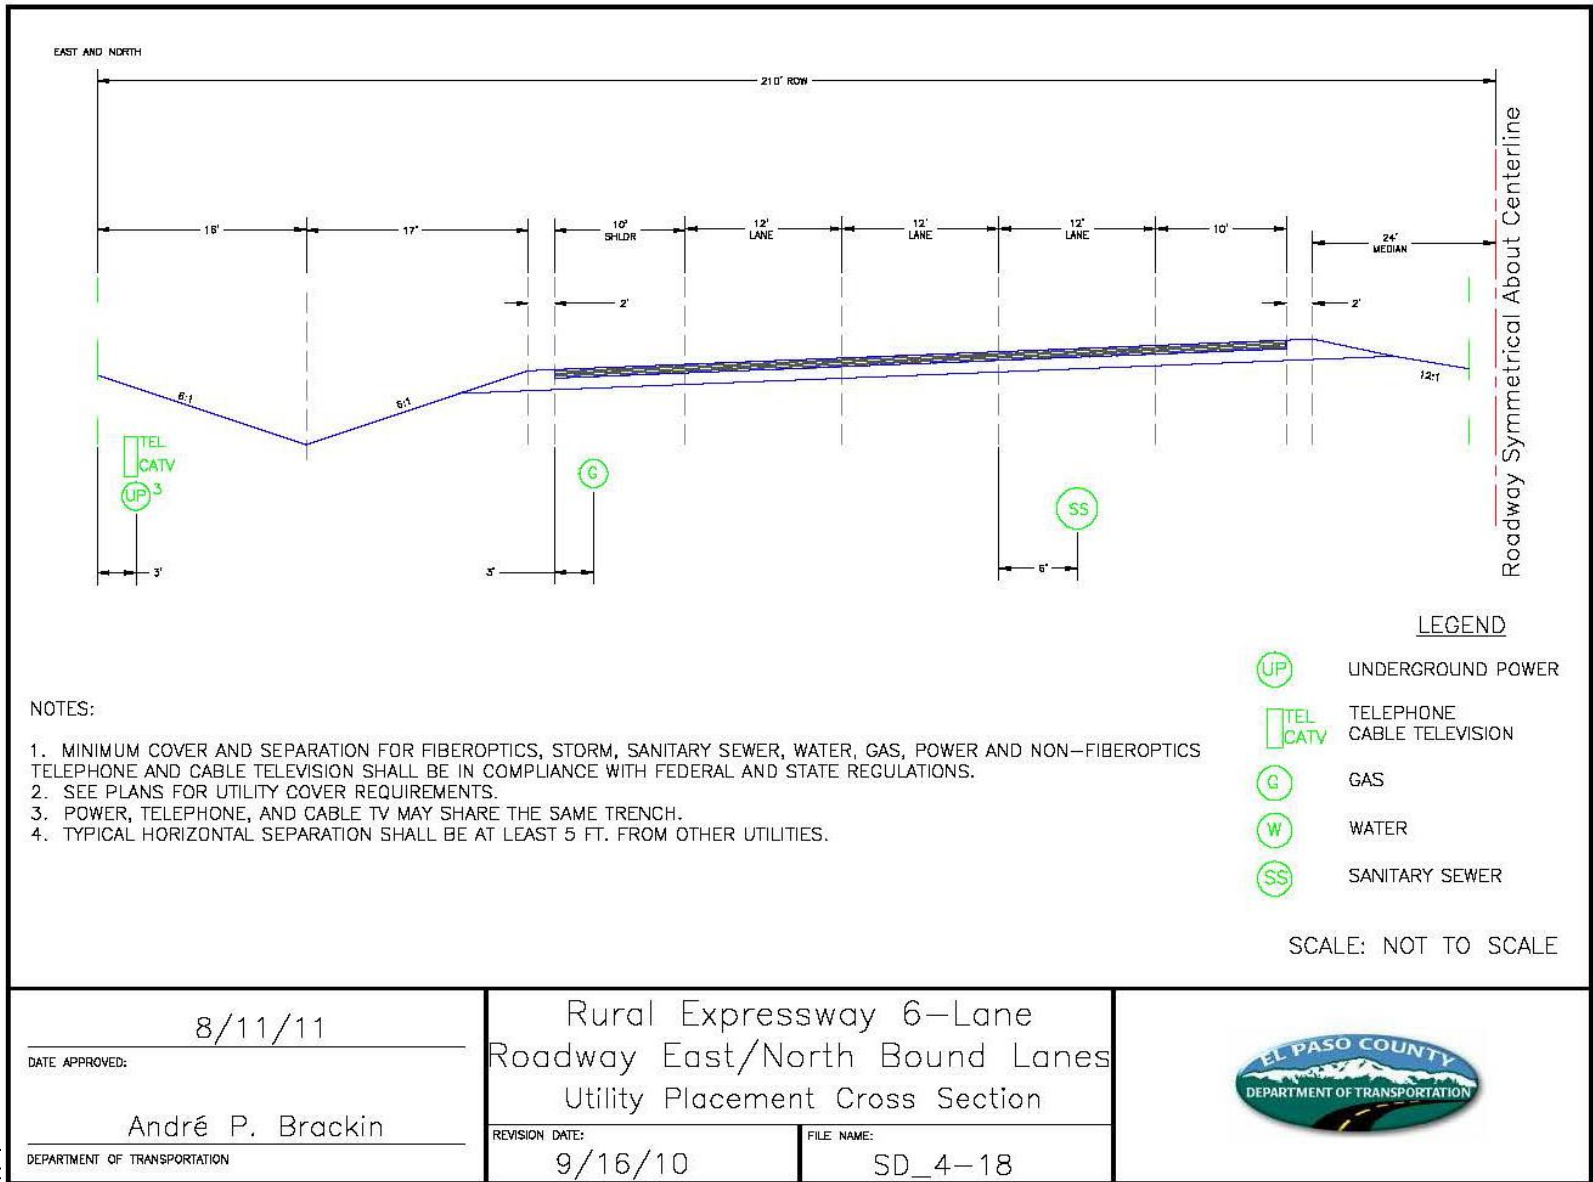 EAST AND NORTH
210' ROW
16'
17'
10'
SHLDR
12'
LANE
12'
LANE
12'
LANE
10'
24'
MEDIAN
2'
2'
6:1
6:1
12:1
TEL
CATV
UP 3
G
SS
3'
3'
6'
Roadway Symmetrical About Centerline
LEGEND
UP UNDERGROUND POWER
TEL TELEPHONE
CATV CABLE TELEVISION
G GAS
W WATER
SS SANITARY SEWER
SCALE: NOT TO SCALE
NOTES:
1. MINIMUM COVER AND SEPARATION FOR FIBEROPTICS, STORM, SANITARY SEWER, WATER, GAS, POWER AND NON-FIBEROPTICS
TELEPHONE AND CABLE TELEVISION SHALL BE IN COMPLIANCE WITH FEDERAL AND STATE REGULATIONS.
2. SEE PLANS FOR UTILITY COVER REQUIREMENTS.
3. POWER, TELEPHONE, AND CABLE TV MAY SHARE THE SAME TRENCH.
4. TYPICAL HORIZONTAL SEPARATION SHALL BE AT LEAST 5 FT. FROM OTHER UTILITIES.
8/11/11
DATE APPROVED:
André P. Brackin
DEPARTMENT OF TRANSPORTATION
Rural Expressway 6-Lane
Roadway East/North Bound Lanes
Utility Placement Cross Section
REVISION DATE:
9/16/10
FILE NAME:
SD_4-18
EL PASO COUNTY
DEPARTMENT OF TRANSPORTATION